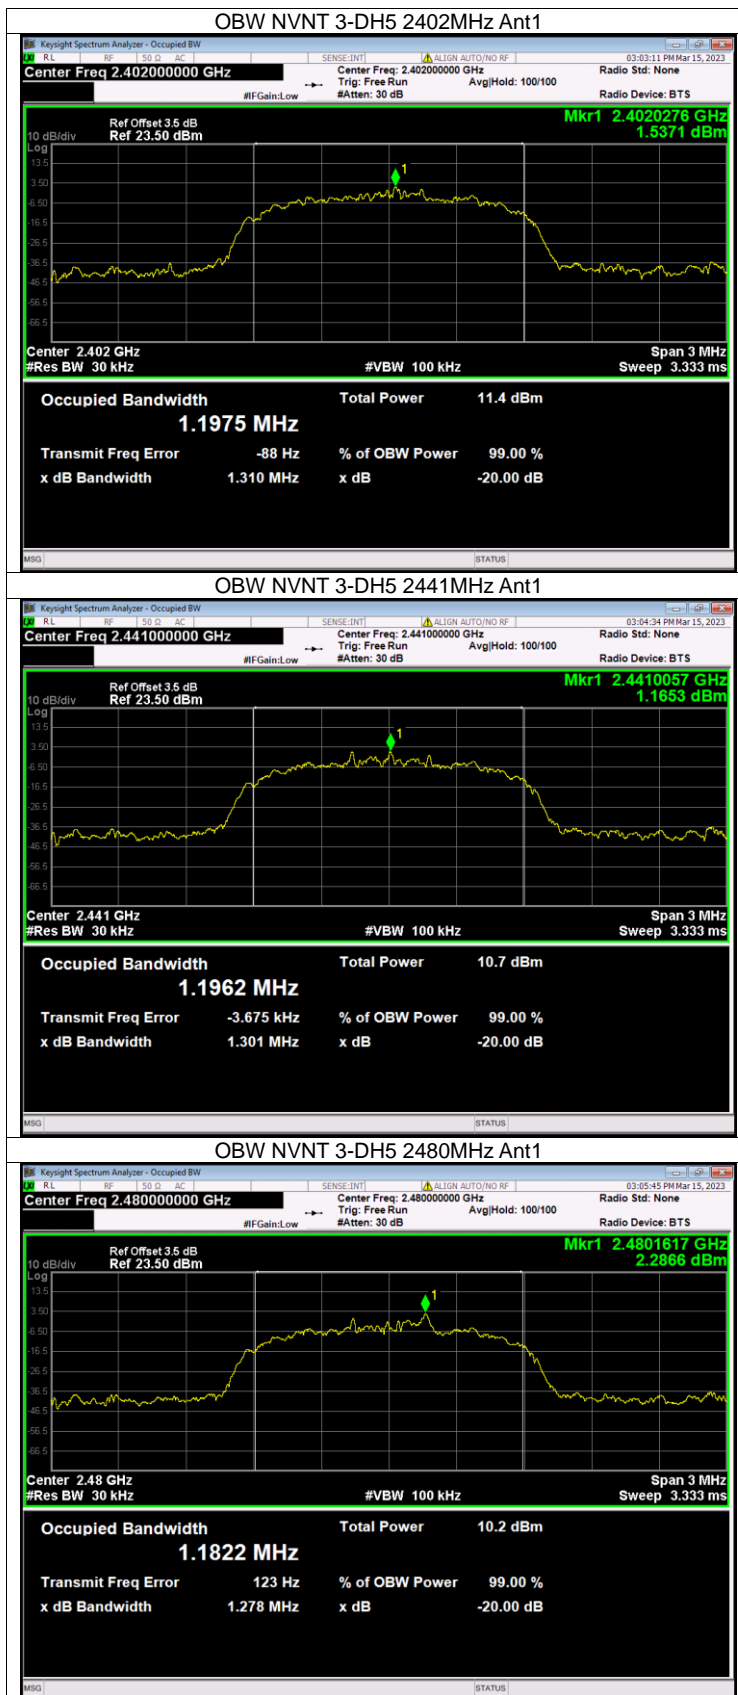 OBW NVNT 3-DH5 2402MHz Ant1
Keysight Spectrum Analyzer - Occupied BW
RL RF 50 Ω AC SENSE:INT ALIGN AUTO/NO RF 03:03:11 PM Mar 15, 2023
Center Freq 2.402000000 GHz Center Freq: 2.402000000 GHz Radio Std: None
Trig: Free Run Avg|Hold: 100/100
#IFGain:Low #Atten: 30 dB Radio Device: BTS
Mkr1 2.4020276 GHz
1.5371 dBm
Ref Offset 3.5 dB
10 dB/div Ref 23.50 dBm
Log
13.5
3.50
-6.50
-16.5
-26.5
-36.5
-46.5
-56.5
-66.5
1
Center 2.402 GHz Span 3 MHz
#Res BW 30 kHz #VBW 100 kHz Sweep 3.333 ms
Occupied Bandwidth Total Power 11.4 dBm
1.1975 MHz
Transmit Freq Error -88 Hz % of OBW Power 99.00 %
x dB Bandwidth 1.310 MHz x dB -20.00 dB
MSG STATUS
OBW NVNT 3-DH5 2441MHz Ant1
Keysight Spectrum Analyzer - Occupied BW
RL RF 50 Ω AC SENSE:INT ALIGN AUTO/NO RF 03:04:34 PM Mar 15, 2023
Center Freq 2.441000000 GHz Center Freq: 2.441000000 GHz Radio Std: None
Trig: Free Run Avg|Hold: 100/100
#IFGain:Low #Atten: 30 dB Radio Device: BTS
Mkr1 2.4410057 GHz
1.1653 dBm
Ref Offset 3.5 dB
10 dB/div Ref 23.50 dBm
Log
13.5
3.50
-6.50
-16.5
-26.5
-36.5
-46.5
-56.5
-66.5
1
Center 2.441 GHz Span 3 MHz
#Res BW 30 kHz #VBW 100 kHz Sweep 3.333 ms
Occupied Bandwidth Total Power 10.7 dBm
1.1962 MHz
Transmit Freq Error -3.675 kHz % of OBW Power 99.00 %
x dB Bandwidth 1.301 MHz x dB -20.00 dB
MSG STATUS
OBW NVNT 3-DH5 2480MHz Ant1
Keysight Spectrum Analyzer - Occupied BW
RL RF 50 Ω AC SENSE:INT ALIGN AUTO/NO RF 03:05:45 PM Mar 15, 2023
Center Freq 2.480000000 GHz Center Freq: 2.480000000 GHz Radio Std: None
Trig: Free Run Avg|Hold: 100/100
#IFGain:Low #Atten: 30 dB Radio Device: BTS
Mkr1 2.4801617 GHz
2.2866 dBm
Ref Offset 3.5 dB
10 dB/div Ref 23.50 dBm
Log
13.5
3.50
-6.50
-16.5
-26.5
-36.5
-46.5
-56.5
-66.5
1
Center 2.48 GHz Span 3 MHz
#Res BW 30 kHz #VBW 100 kHz Sweep 3.333 ms
Occupied Bandwidth Total Power 10.2 dBm
1.1822 MHz
Transmit Freq Error 123 Hz % of OBW Power 99.00 %
x dB Bandwidth 1.278 MHz x dB -20.00 dB
MSG STATUS